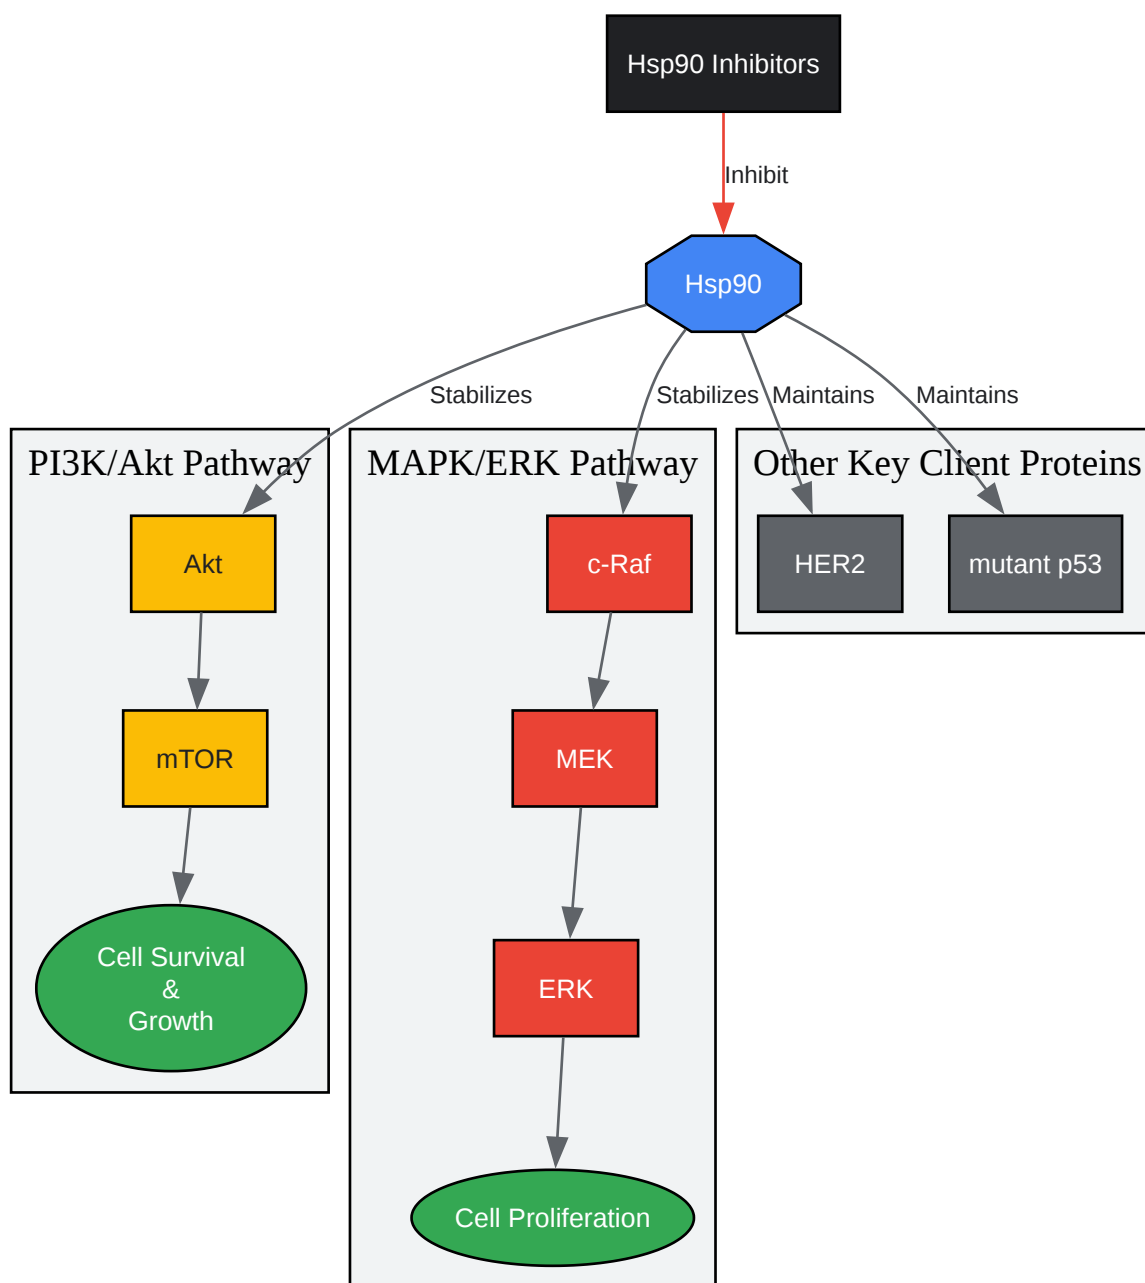 Hsp90 Inhibitors
Inhibit
Hsp90
Stabilizes
Stabilizes
Maintains
Maintains
PI3K/Akt Pathway
MAPK/ERK Pathway
Other Key Client Proteins
Akt
c-Raf
HER2
mutant p53
mTOR
MEK
Cell Survival
&
Growth
ERK
Cell Proliferation